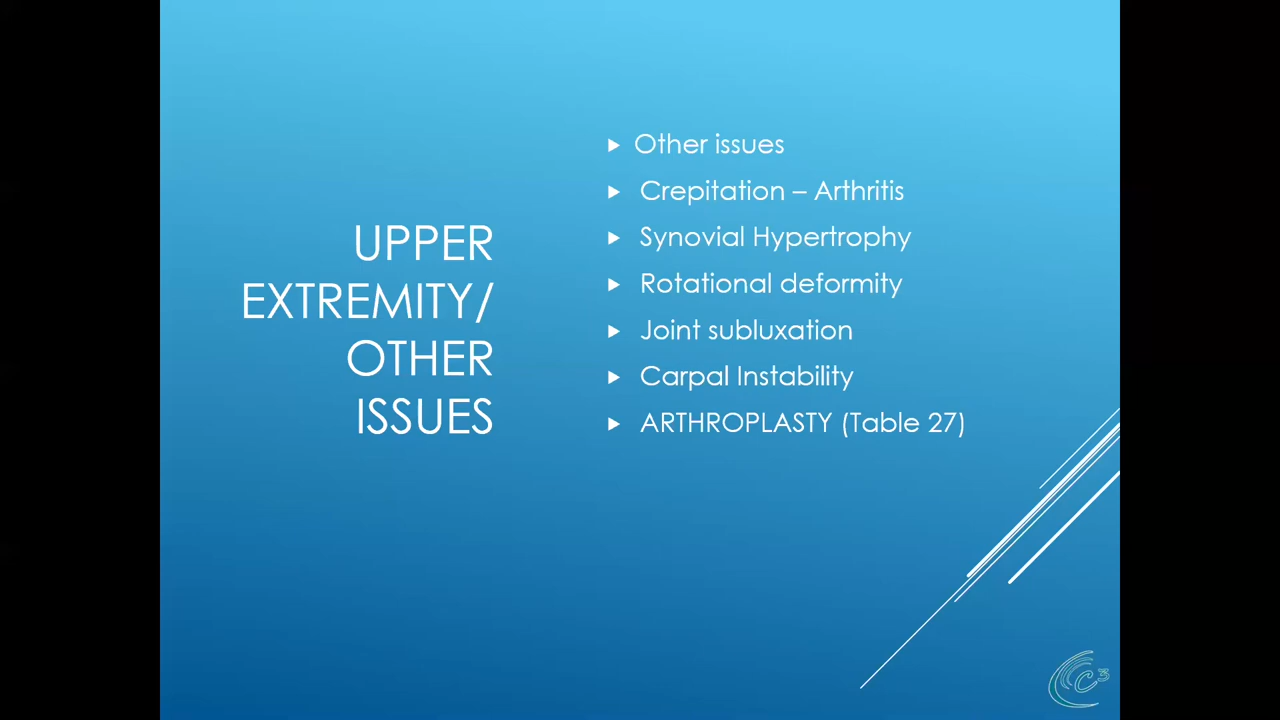 UPPER
EXTREMITY/
OTHER
ISSUES
Other issues
Crepitation – Arthritis
Synovial Hypertrophy
Rotational deformity
Joint subluxation
Carpal Instability
ARTHROPLASTY (Table 27)
C3